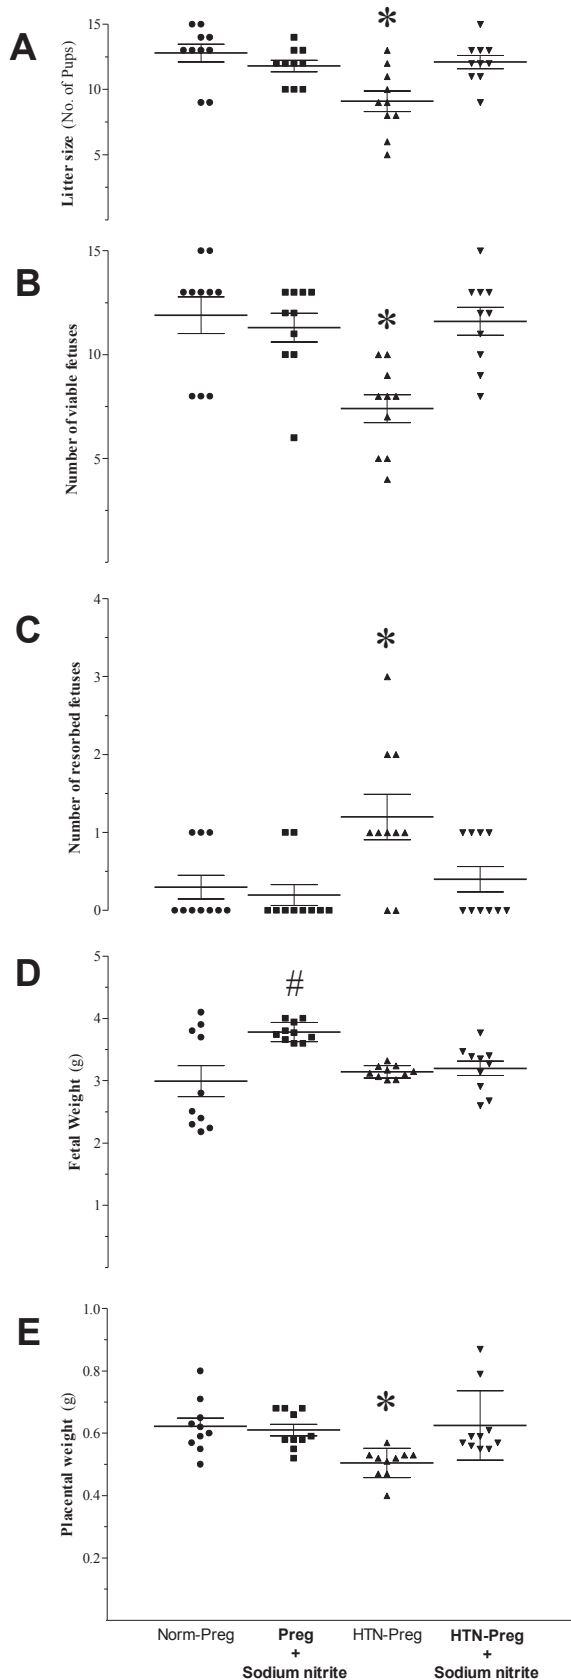 A
Litter size (No. of Pups)
15
10
5
*
B
Number of viable fetuses
15
10
5
*
C
Number of resorbed fetuses
4
3
2
1
0
*
D
Fetal Weight (g)
5
4
3
2
1
#
E
Placental weight (g)
1.0
0.8
0.6
0.4
0.2
*
Norm-Preg
Preg
+
Sodium nitrite
HTN-Preg
HTN-Preg
+
Sodium nitrite